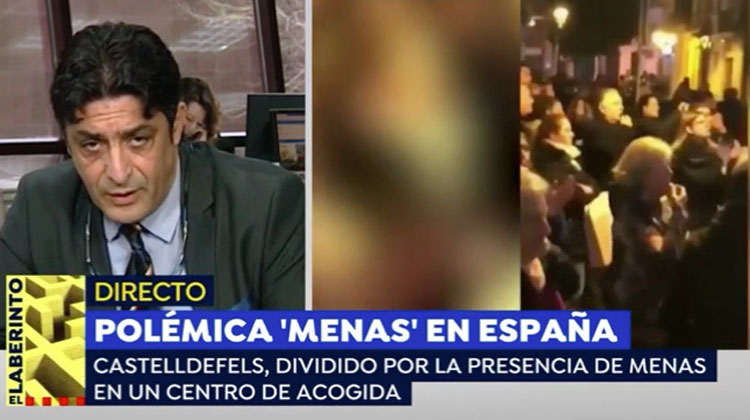 EL LABERINTO
DIRECTO
POLÉMICA 'MENAS' EN ESPAÑA
CASTELLDEFELS, DIVIDIDO POR LA PRESENCIA DE MENAS
EN UN CENTRO DE ACOGIDA